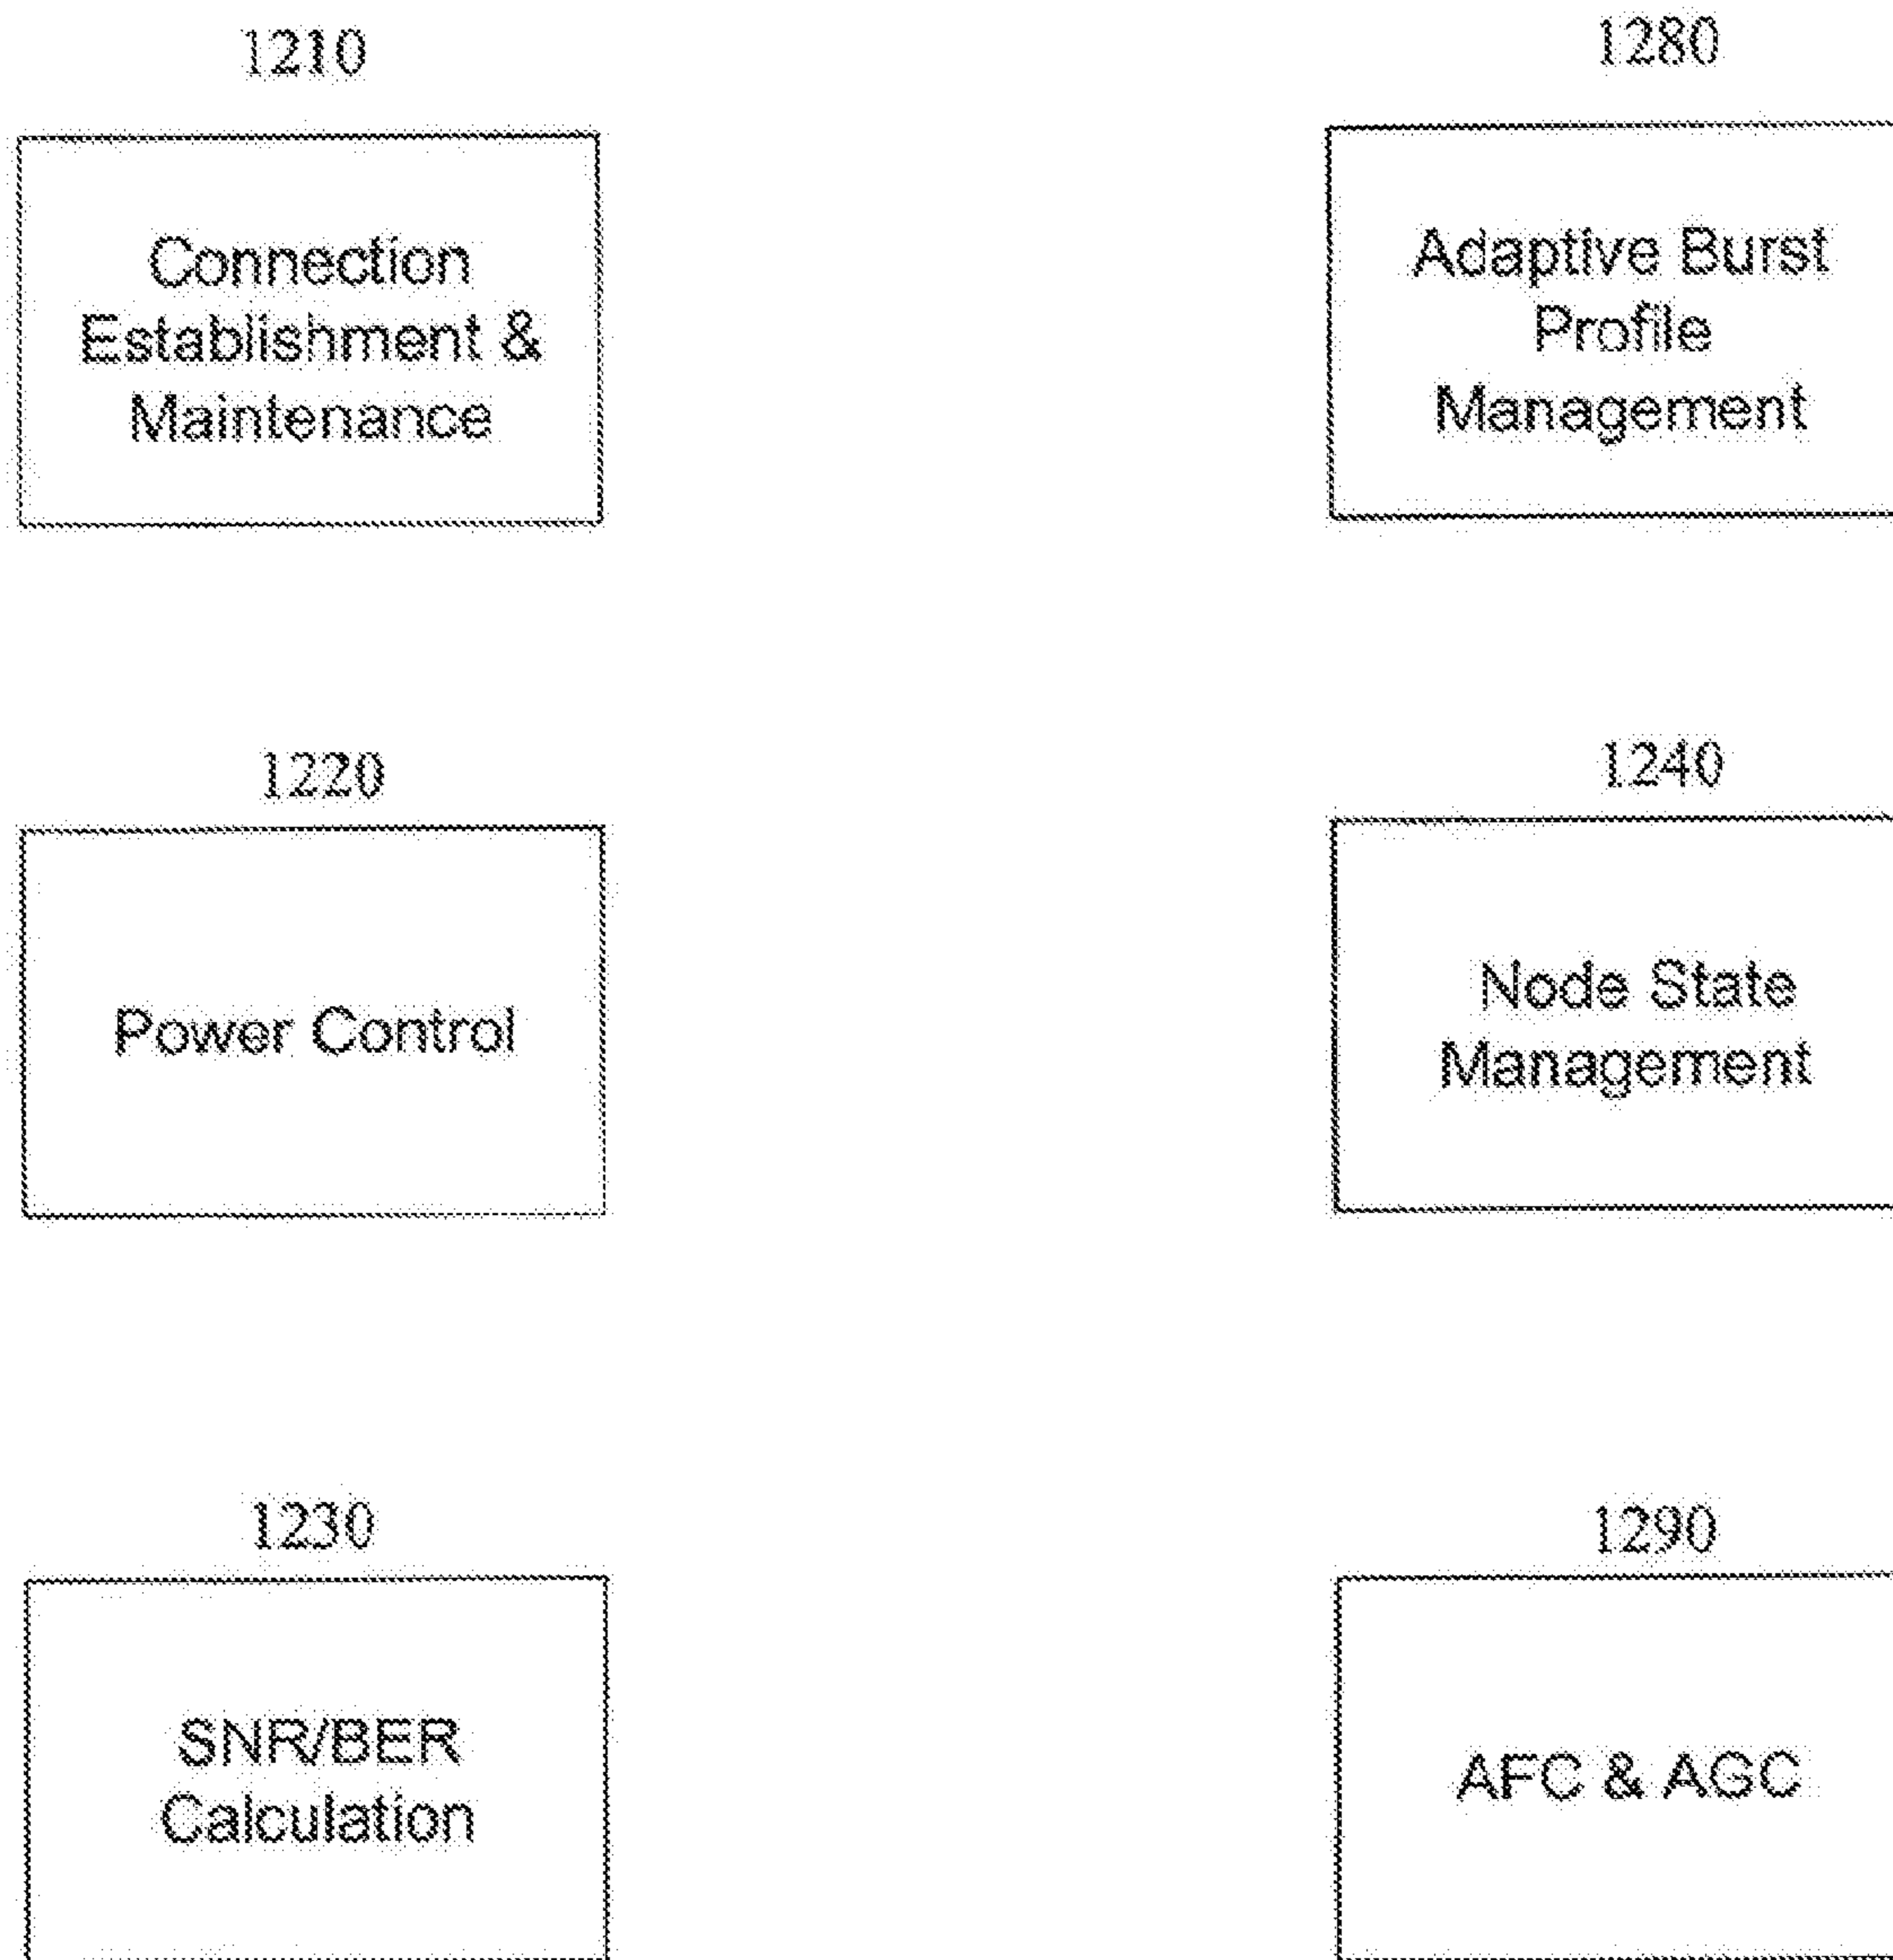 1210
Connection
Establishment &
Maintenance
1280
Adaptive Burst
Profile
Management
1220
Power Control
1240
Node State
Management
1230
SNR/BER
Calculation
1290
AFC & AGC